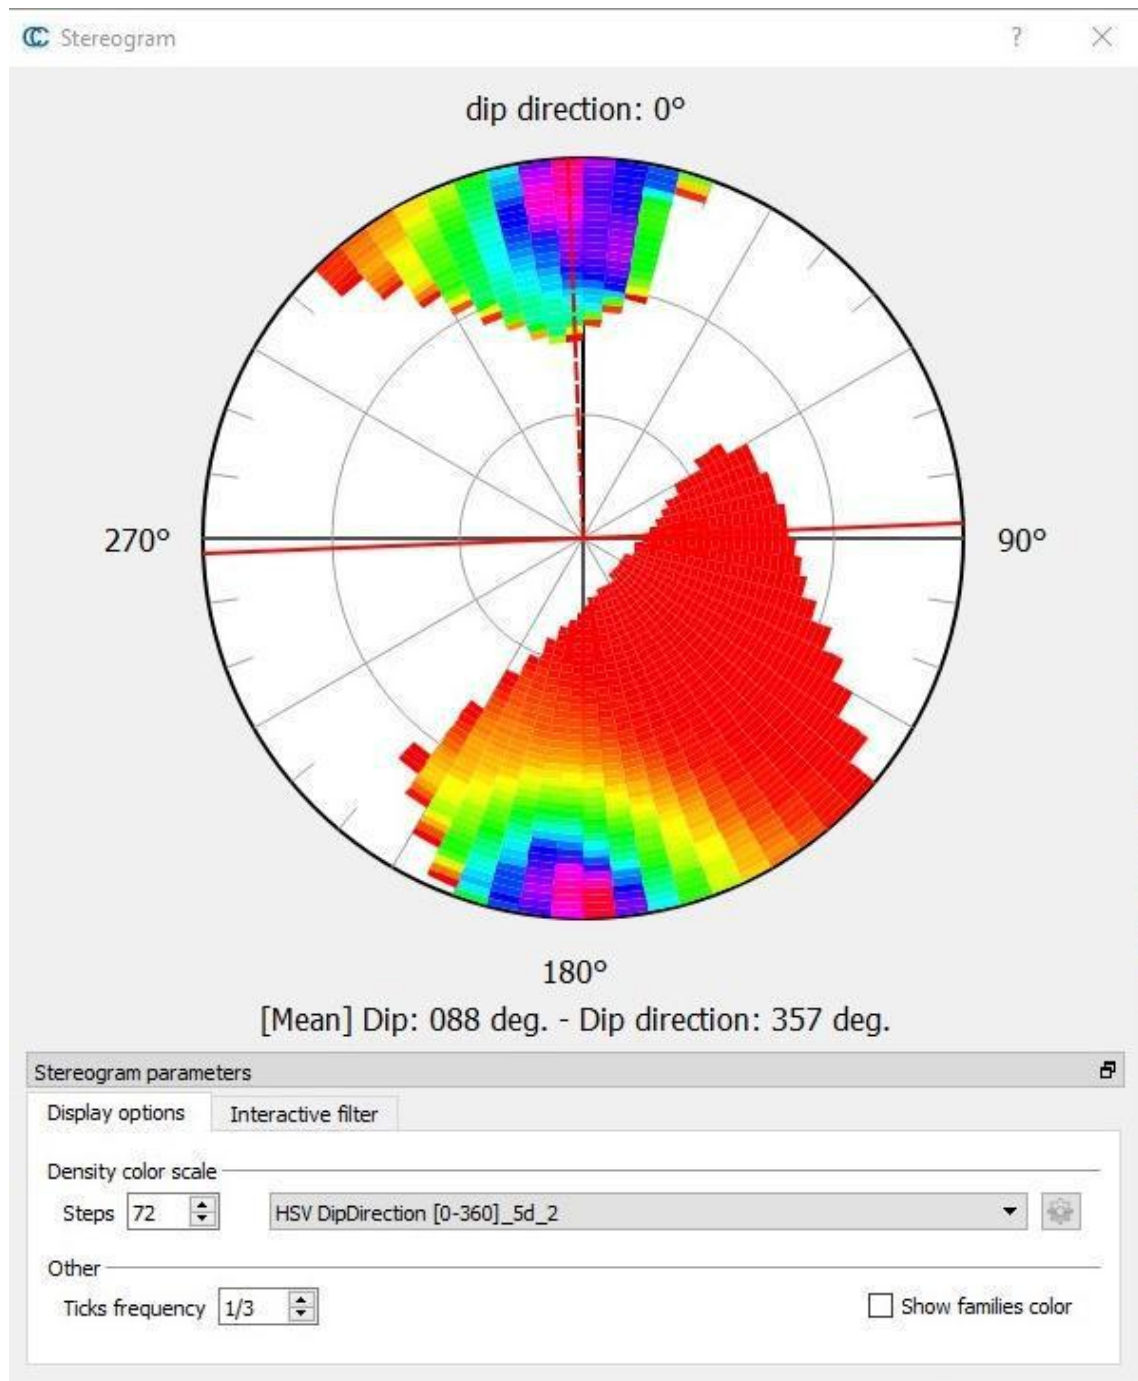 Stereogram
dip direction: 0°
270°
90°
180°
[Mean] Dip: 088 deg. - Dip direction: 357 deg.
Stereogram parameters
Display options
Interactive filter
Density color scale
Steps 72
HSV DipDirection [0-360]_5d_2
Other
Ticks frequency 1/3
Show families color